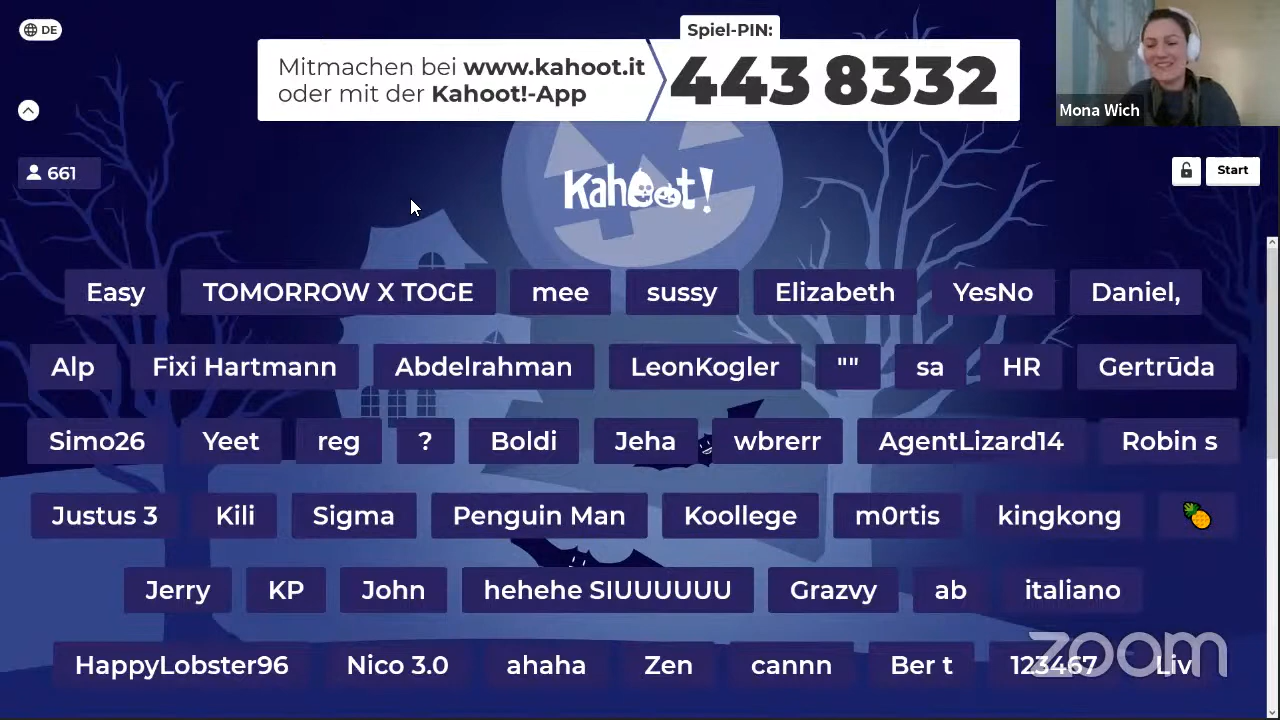 DE
Spiel-PIN:
Mitmachen bei www.kahoot.it
oder mit der Kahoot!-App
443 8332
Mona Wich
661
Kahoot!
Start
Easy TOMORROW X TOGE mee sussy Elizabeth YesNo Daniel,
Alp Fixi Hartmann Abdelrahman LeonKogler "" sa HR Gertrūda
Simo26 Yeet reg ? Boldi Jeha wbrerr AgentLizard14 Robin s
Justus 3 Kili Sigma Penguin Man Koollege m0rtis kingkong 🍍
Jerry KP John hehehe SIUUUUUU Grazvy ab italiano
HappyLobster96 Nico 3.0 ahaha Zen cannn Ber t 123467 Liv
zoom